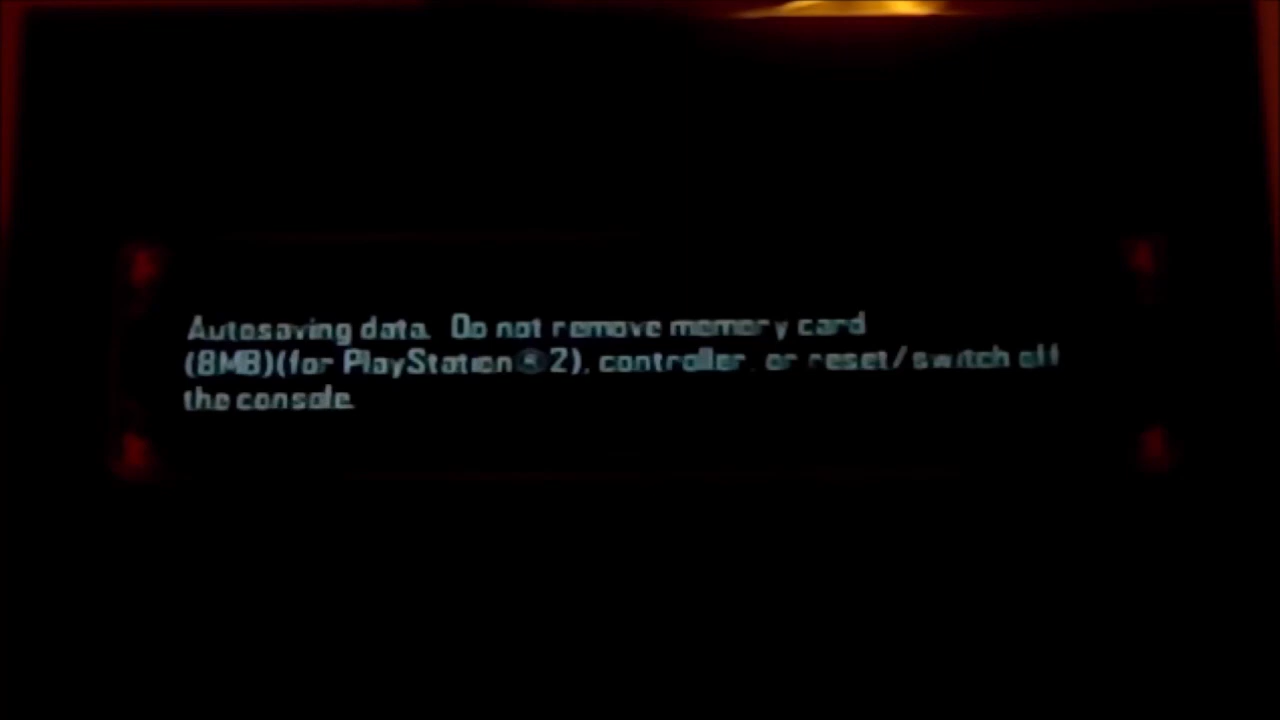 Autosaving data. Do not remove memory card
(8MB)(for PlayStation®2), controller, or reset/switch off
the console.